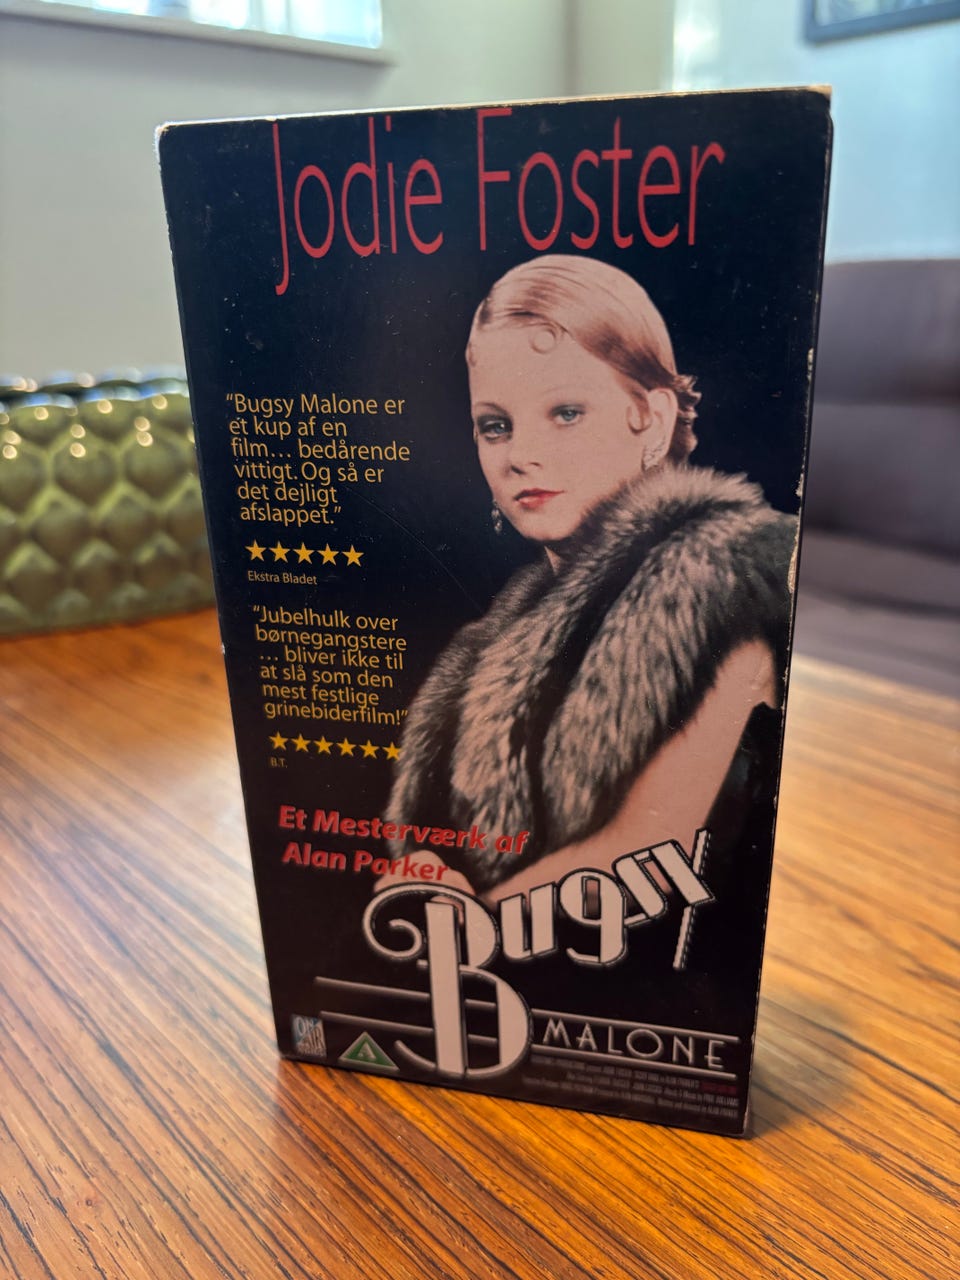 Jodie Foster
“Bugsy Malone er
et kup af en
film... bedårende
vittigt. Og så er
det dejligt
afslappet.”
Ekstra Bladet
“Jubelhulk over
børnegangstere
... bliver ikke til
at slå som den
mest festlige
grinebiderfilm!”
B.T.
Et Mesterværk af
Alan Parker
Bugsy
MALONE
ON
AIR
A